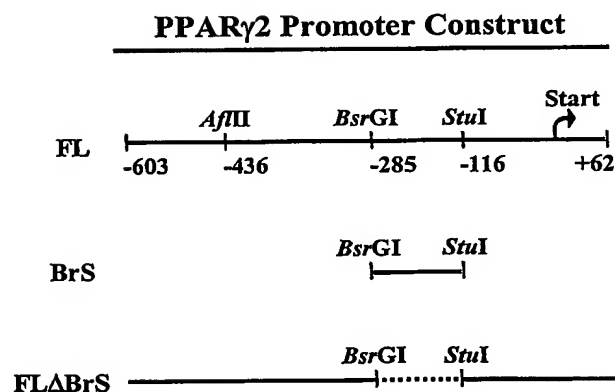 PPARγ2 Promoter Construct
Start
AflII BsrGI StuI
FL
-603 -436 -285 -116 +62
BsrGI StuI
BrS
BsrGI StuI
FLΔBrS